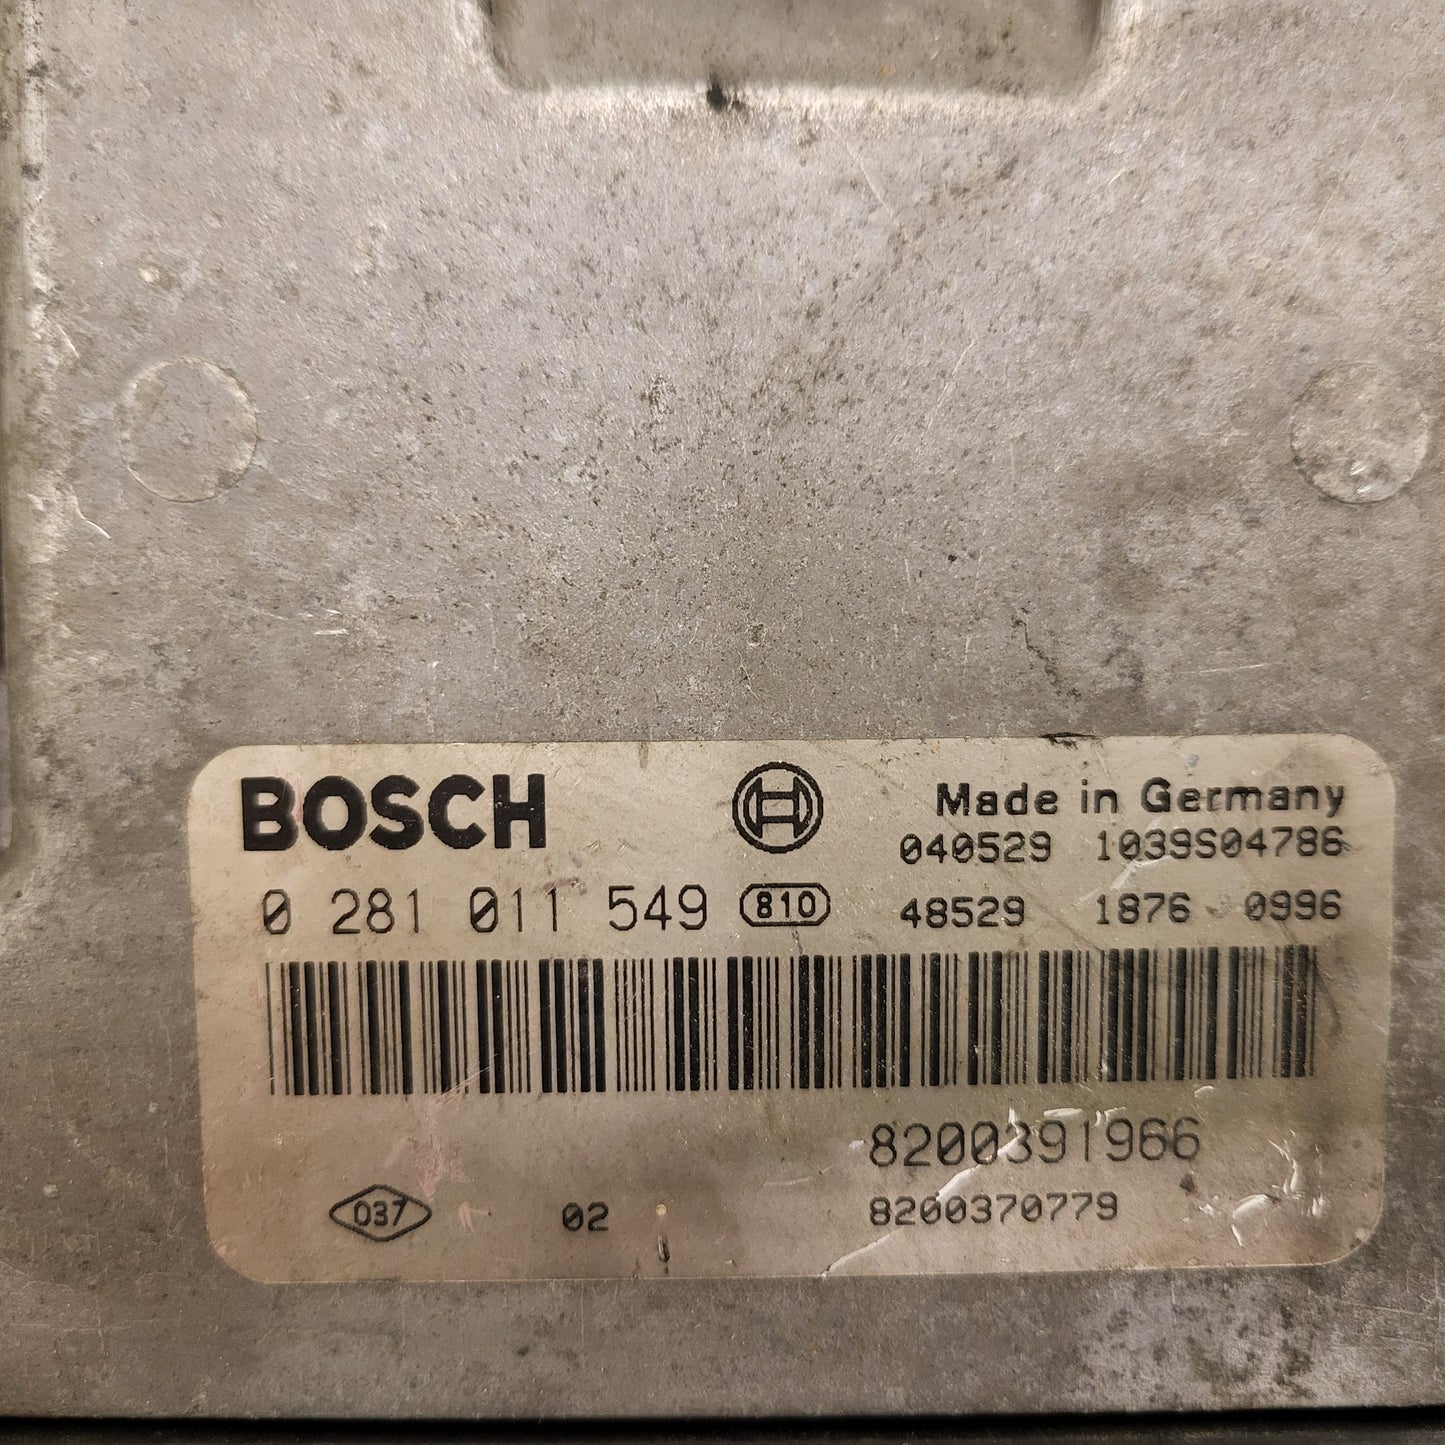 BOSCH
Made in Germany
040529 1039S04786
0 281 011 549 810 48529 1876 0996
8200391966
037 02 8200370779